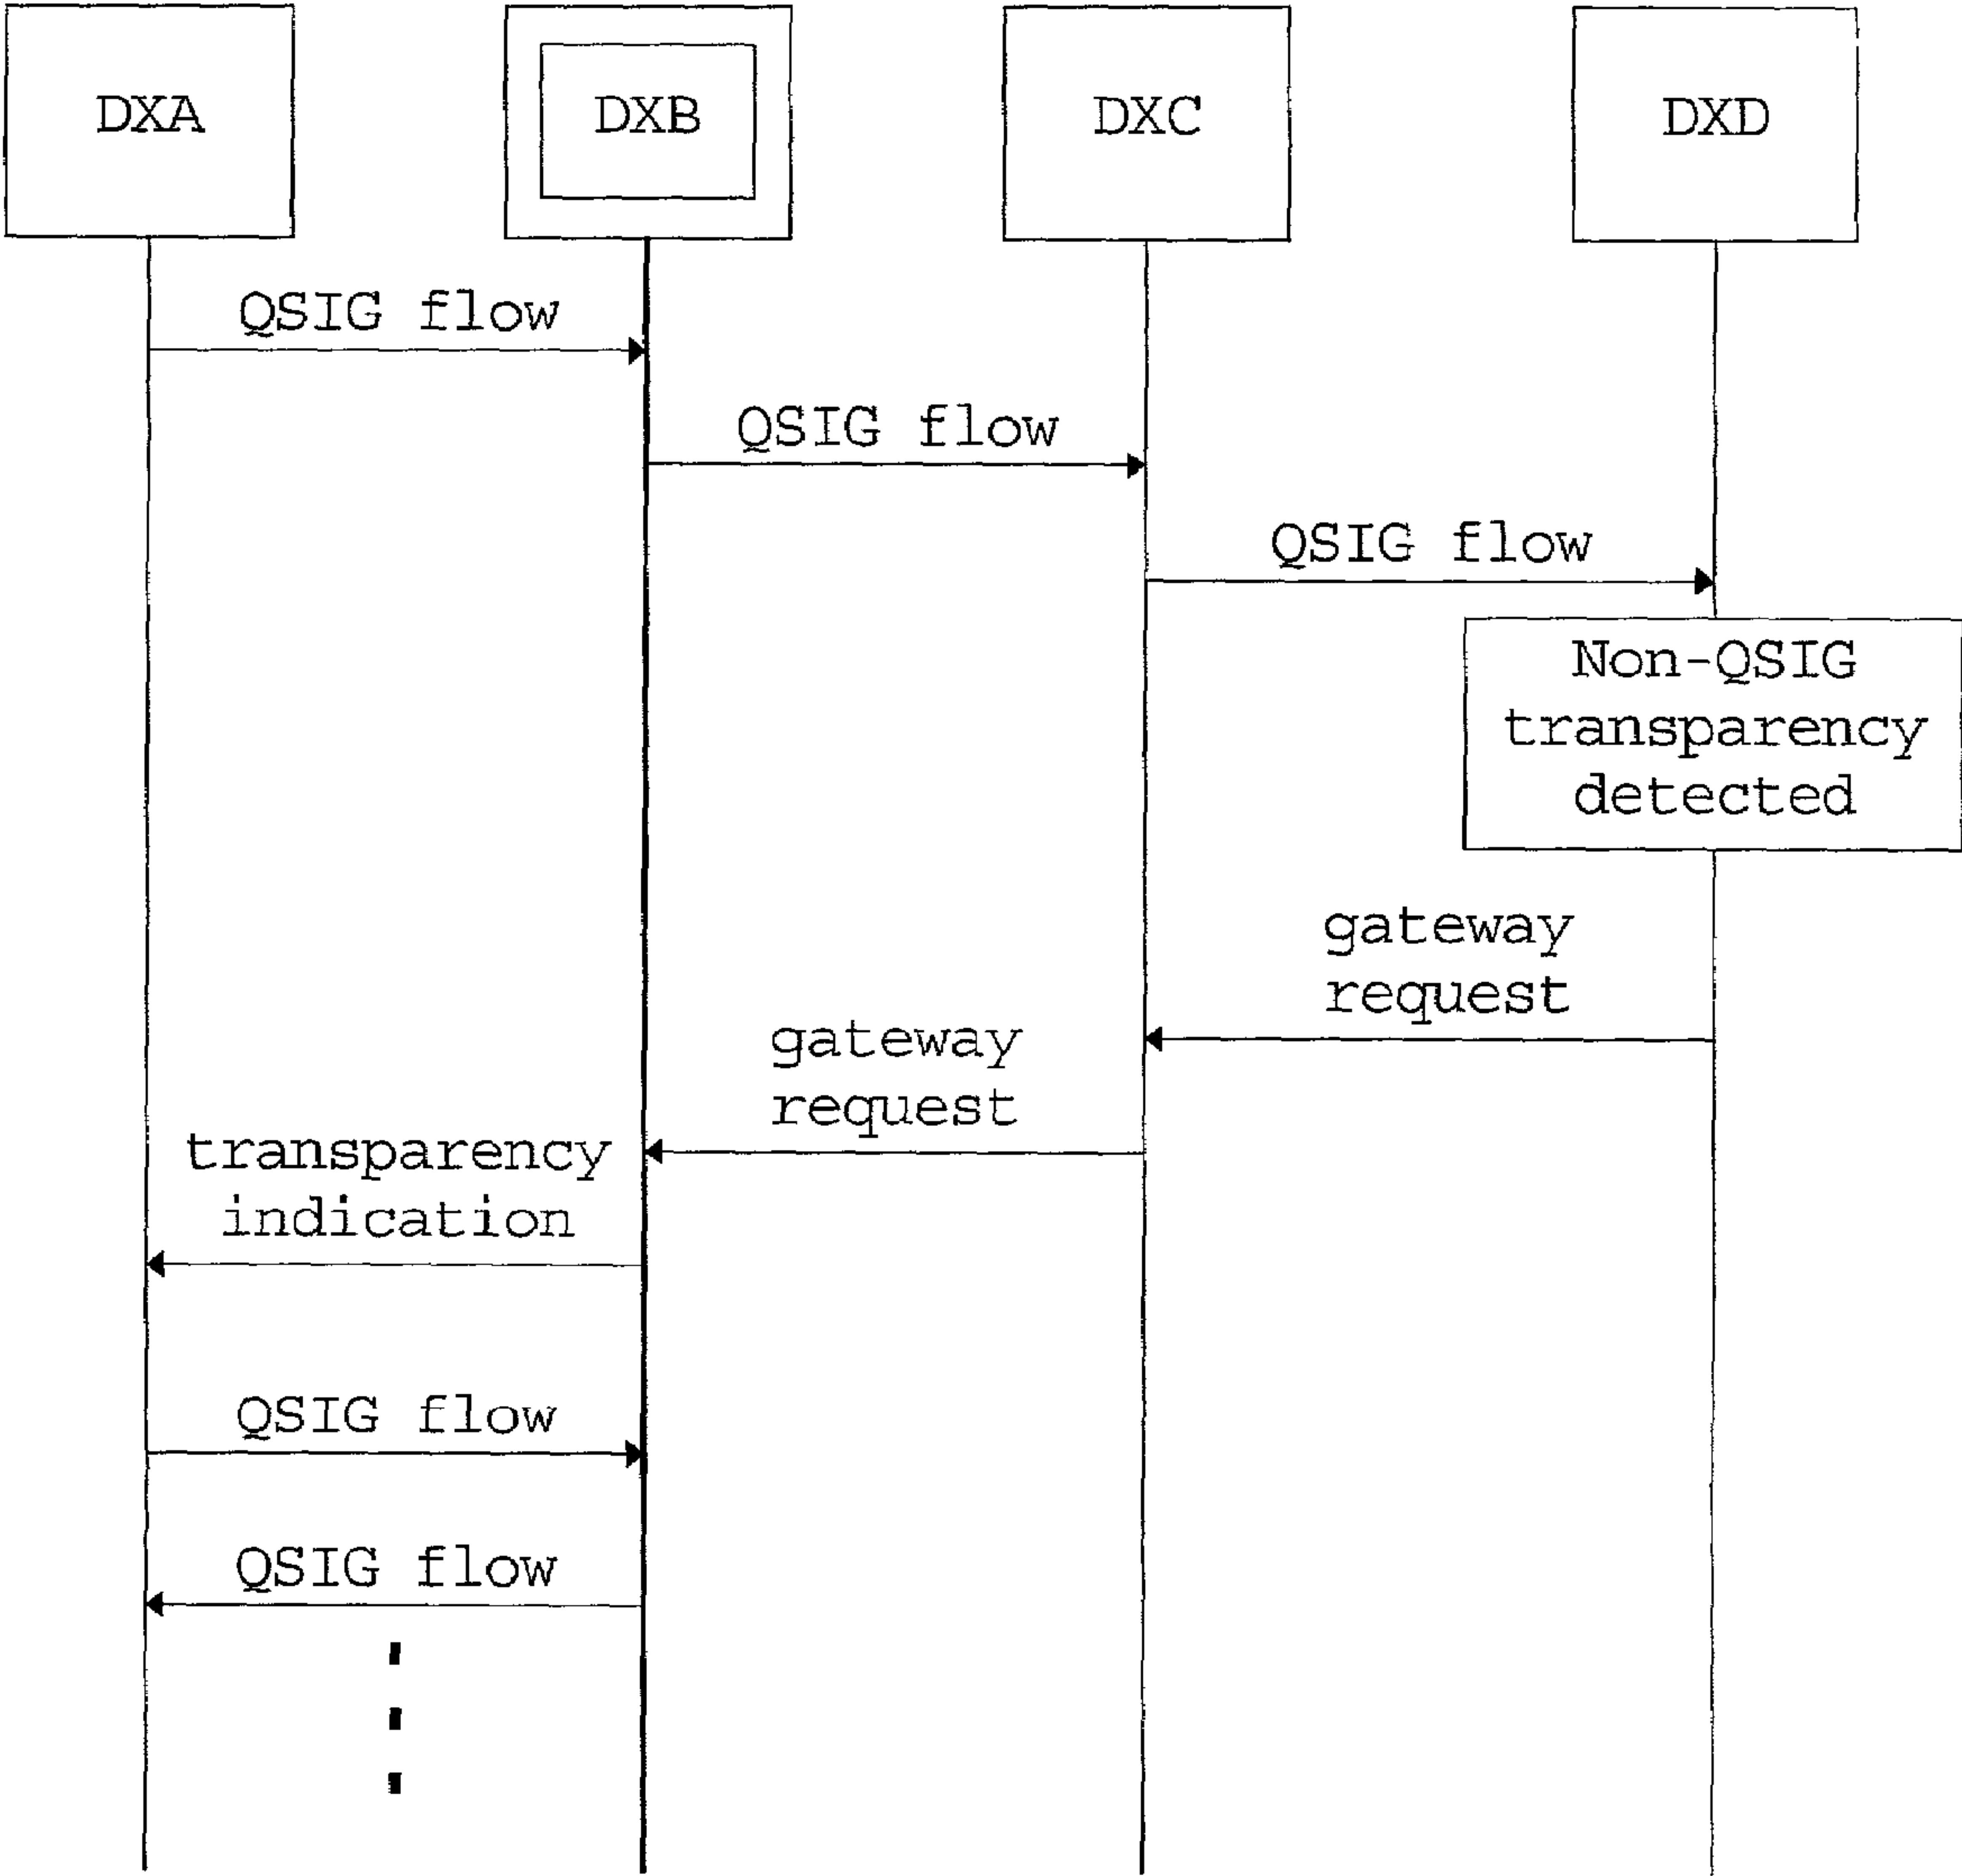 DXA
DXB
DXC
DXD
QSIG flow
QSIG flow
QSIG flow
Non-QSIG
transparency
detected
gateway
request
gateway
request
transparency
indication
QSIG flow
QSIG flow